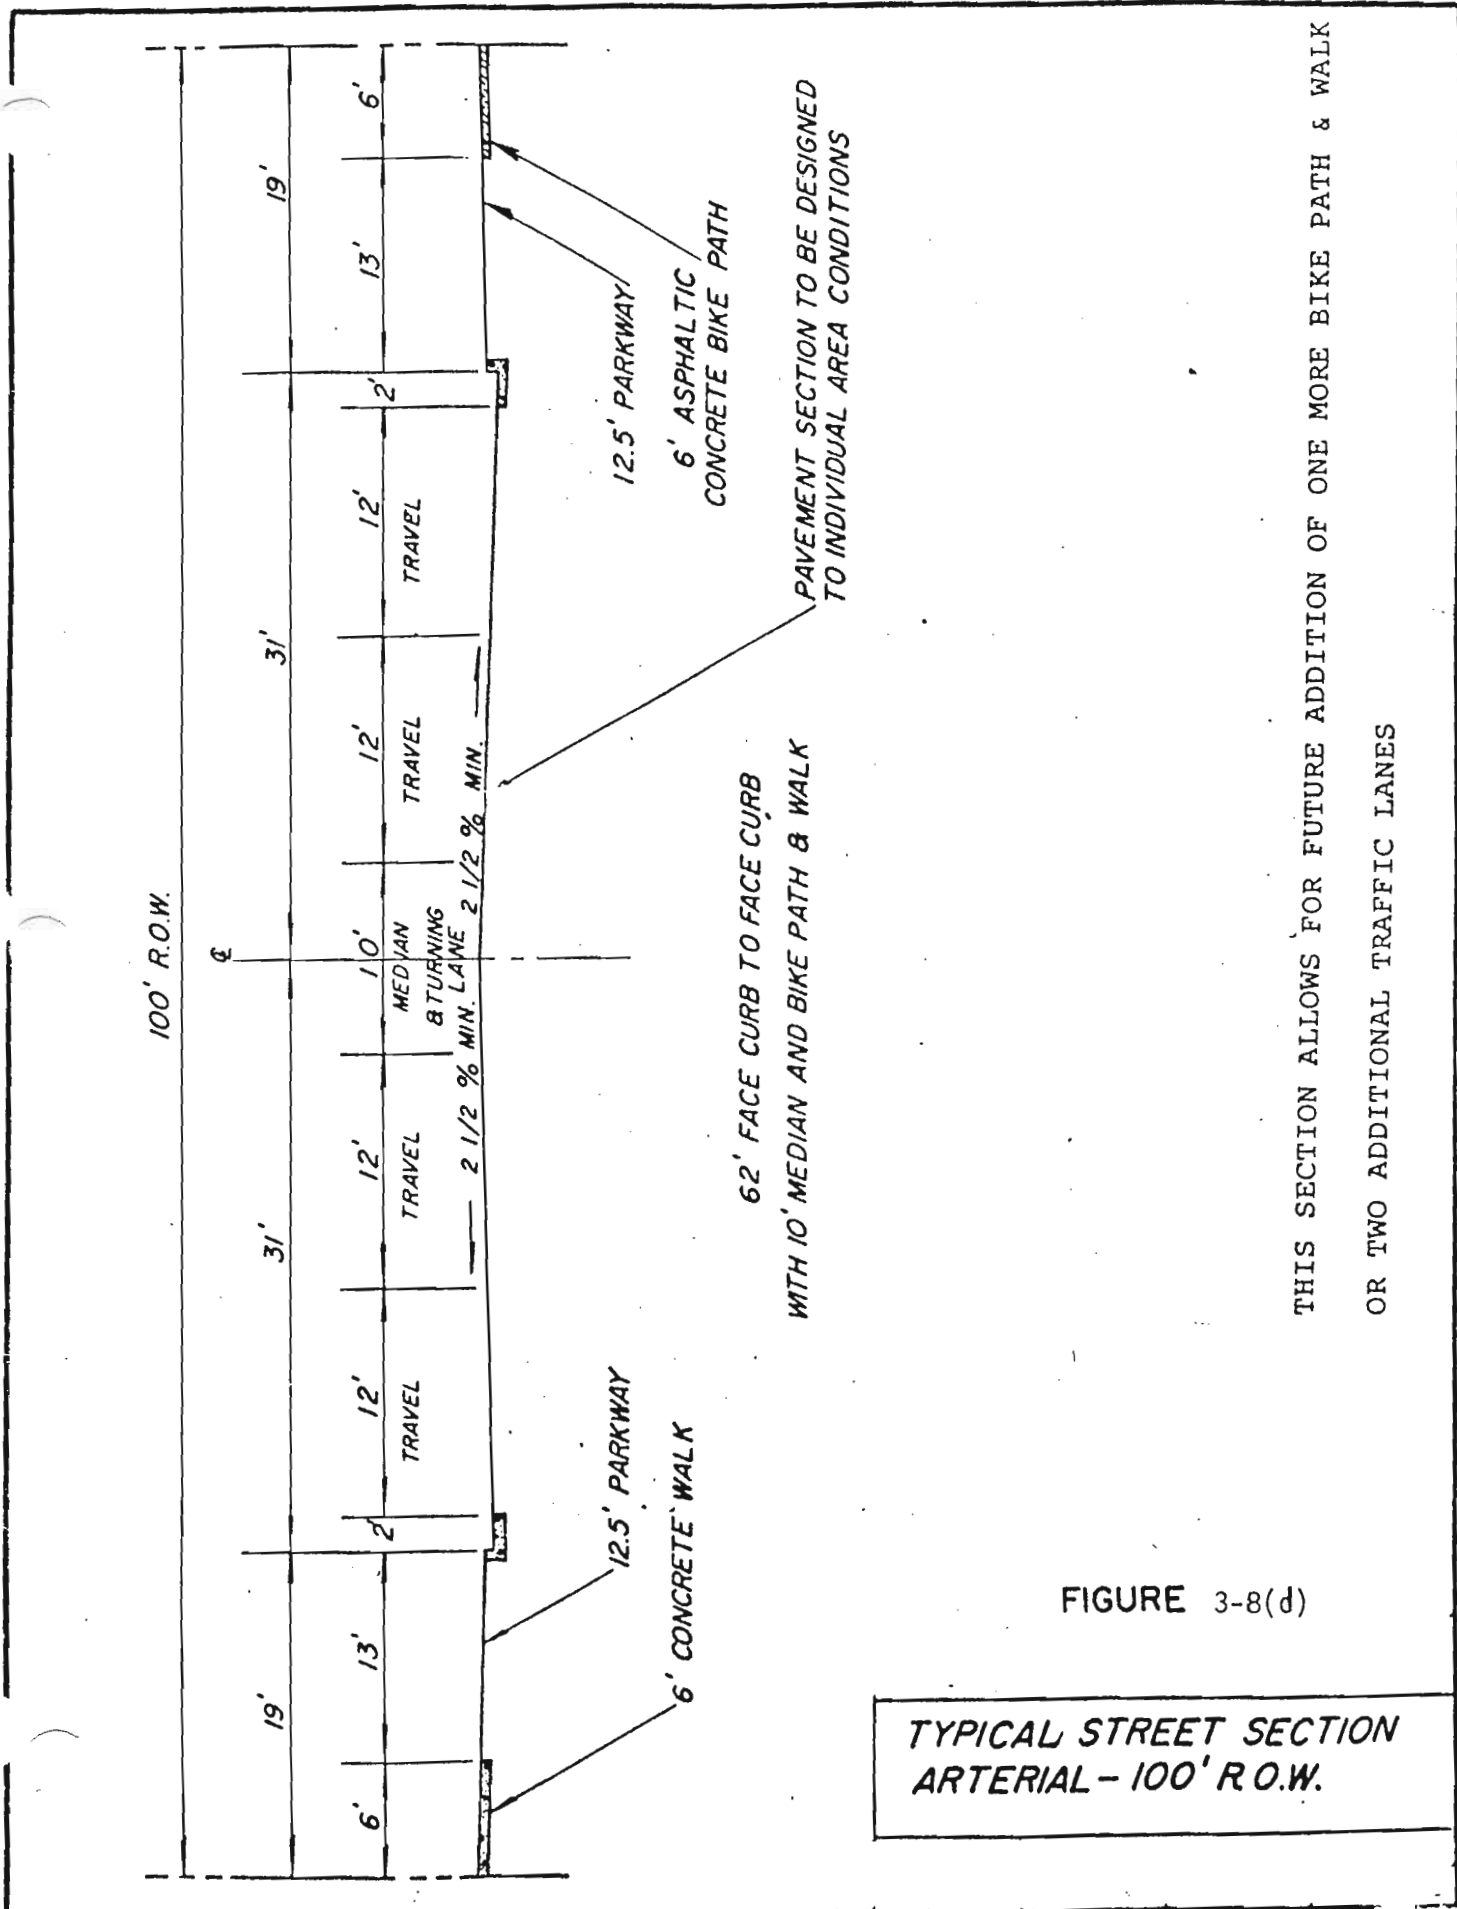 100' R.O.W.
℄
19'
31'
31'
19'
6'
13'
2'
12'
12'
10'
12'
12'
2'
13'
6'
TRAVEL
TRAVEL
MEDIAN
& TURNING
LANE
TRAVEL
TRAVEL
2 1/2 % MIN.
2 1/2 % MIN.
12.5' PARKWAY
6' CONCRETE WALK
12.5' PARKWAY
6' ASPHALTIC
CONCRETE BIKE PATH
PAVEMENT SECTION TO BE DESIGNED
TO INDIVIDUAL AREA CONDITIONS
62' FACE CURB TO FACE CURB
WITH 10' MEDIAN AND BIKE PATH & WALK
THIS SECTION ALLOWS FOR FUTURE ADDITION OF ONE MORE BIKE PATH & WALK
OR TWO ADDITIONAL TRAFFIC LANES
FIGURE 3-8(d)
TYPICAL STREET SECTION
ARTERIAL - 100' R.O.W.